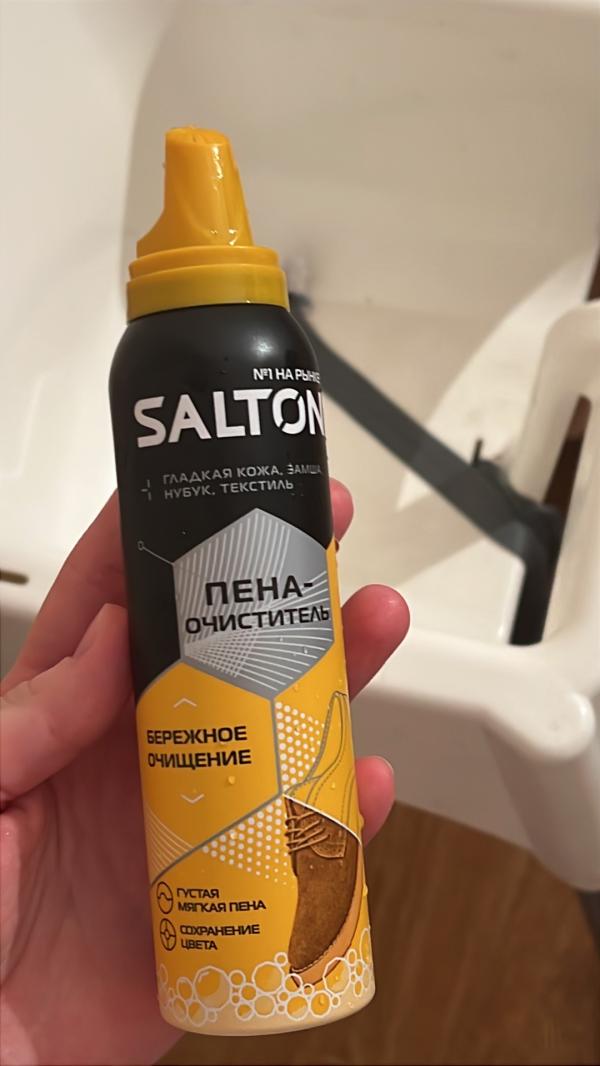 №1 НА РЫНКЕ
SALTON
ГЛАДКАЯ КОЖА, ЗАМША,
НУБУК, ТЕКСТИЛЬ
ПЕНА-
ОЧИСТИТЕЛЬ
БЕРЕЖНОЕ
ОЧИЩЕНИЕ
ГУСТАЯ
МЯГКАЯ ПЕНА
СОХРАНЕНИЕ
ЦВЕТА